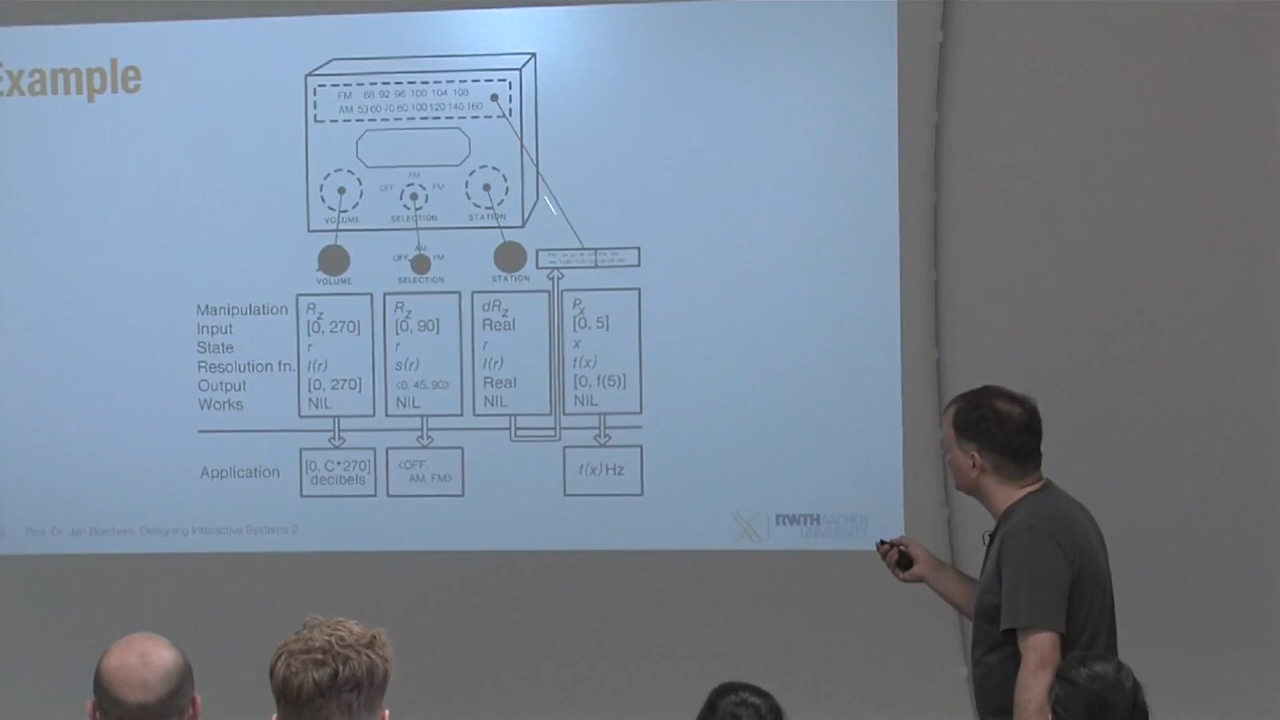 Example
FM 88 92 96 100 104 108
AM 53 60 70 80 100 120 140 160
AM
OFF FM
VOLUME SELECTION STATION
AM
OFF FM
VOLUME SELECTION STATION
Manipulation Rz Rz dRz Px
Input [0, 270] [0, 90] Real [0, 5]
State r r r x
Resolution fn. I(r) s(r) I(r) f(x)
Output [0, 270] <0, 45, 90> Real [0, f(5)]
Works NIL NIL NIL NIL
Application [0, C*270] decibels <OFF, AM, FM> f(x) Hz
Prof. Dr. Jan Borchers: Designing Interactive Systems 2
RWTH AACHEN
UNIVERSITY